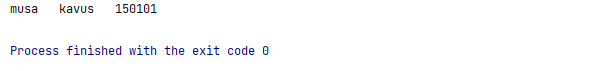 musa   kavus   150101
Process finished with the exit code 0